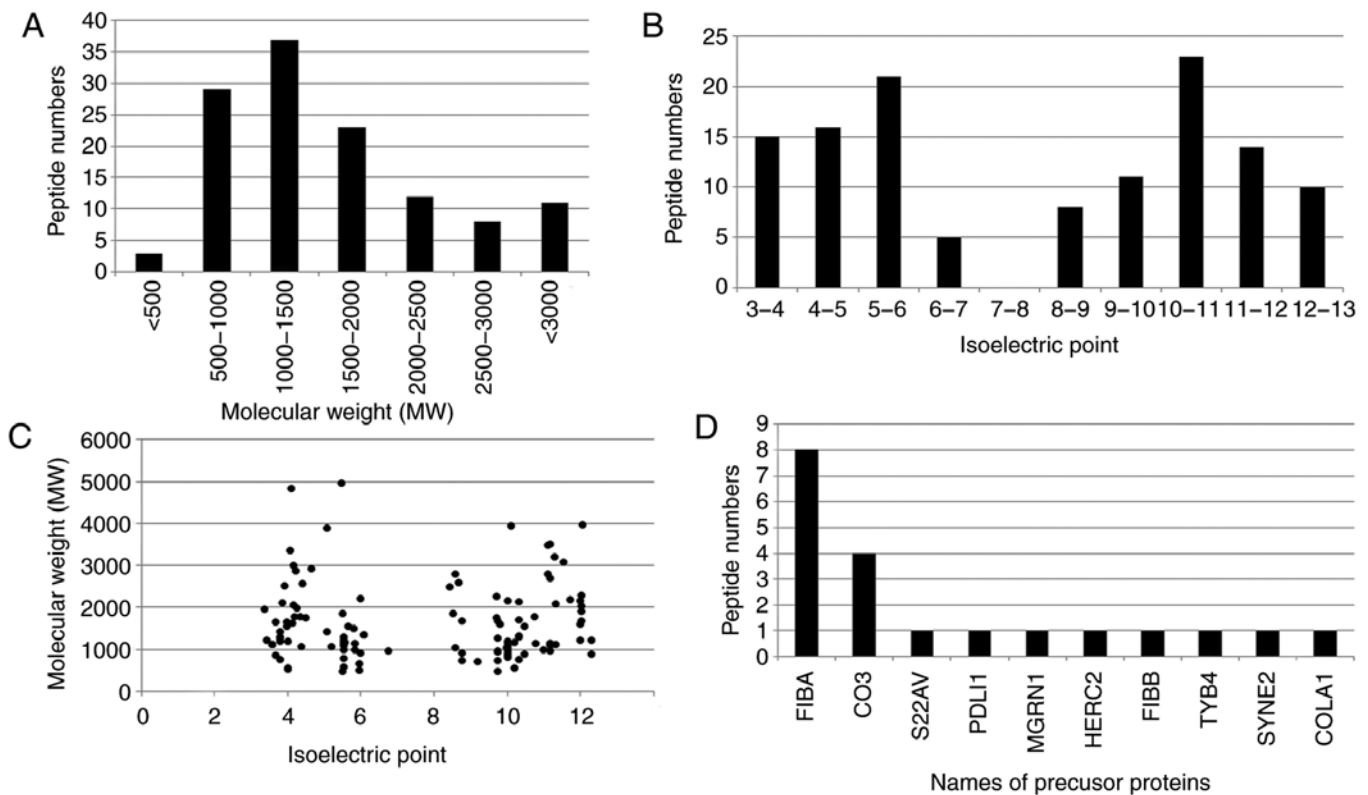 A
Peptide numbers
40
35
30
25
20
15
10
5
0
<500
500–1000
1000–1500
1500–2000
2000–2500
2500–3000
<3000
Molecular weight (MW)
B
Peptide numbers
25
20
15
10
5
0
3–4 4–5 5–6 6–7 7–8 8–9 9–10 10–11 11–12 12–13
Isoelectric point
C
Molecular weight (MW)
6000
5000
4000
3000
2000
1000
0
0 2 4 6 8 10 12
Isoelectric point
D
Peptide numbers
9
8
7
6
5
4
3
2
1
0
FIBA
CO3
S22AV
PDLI1
MGRN1
HERC2
FIBB
TYB4
SYNE2
COLA1
Names of precusor proteins